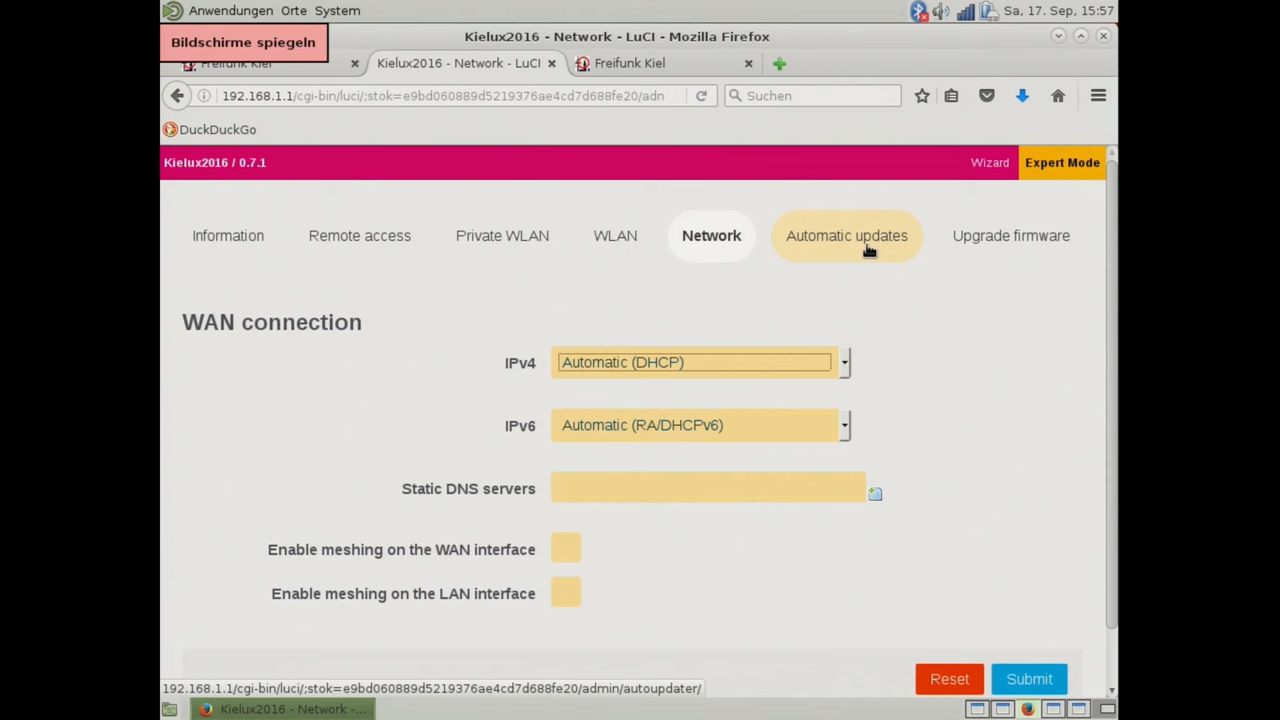 Anwendungen Orte System
Sa, 17. Sep, 15:57
Bildschirme spiegeln
Kielux2016 - Network - LuCI - Mozilla Firefox
Freifunk Kiel
Kielux2016 - Network - LuCI
Freifunk Kiel
192.168.1.1/cgi-bin/luci/;stok=e9bd060889d5219376ae4cd7d688fe20/adn
Suchen
DuckDuckGo
Kielux2016 / 0.7.1
Wizard
Expert Mode
Information
Remote access
Private WLAN
WLAN
Network
Automatic updates
Upgrade firmware
WAN connection
IPv4
Automatic (DHCP)
IPv6
Automatic (RA/DHCPv6)
Static DNS servers
Enable meshing on the WAN interface
Enable meshing on the LAN interface
Reset
Submit
192.168.1.1/cgi-bin/luci/;stok=e9bd060889d5219376ae4cd7d688fe20/admin/autoupdater/
Kielux2016 - Network -...